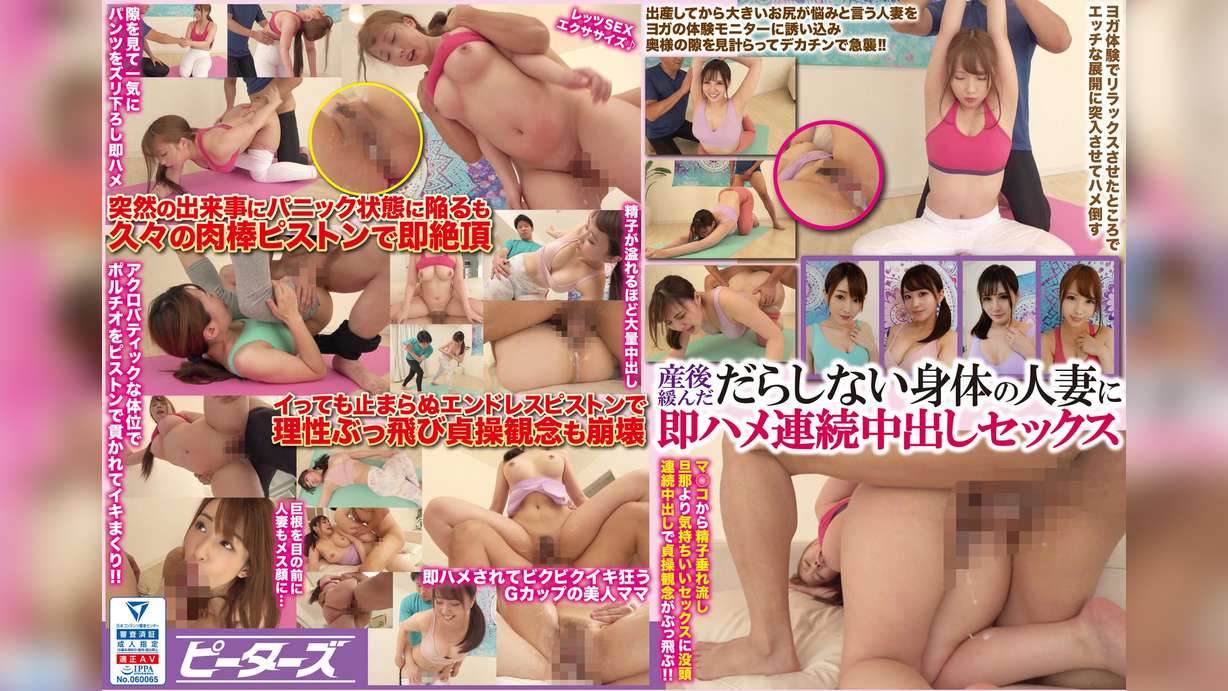 レッツSEX
エクササイズ♪
隙を見て一気に
パンツをズリ下ろし即ハメ
突然の出来事にパニック状態に陥るも
久々の肉棒ピストンで即絶頂
精子が溢れるほど大量中出し
アクロバティックな体位で
ポルチオをピストンで貫かれてイキまくり!!
イっても止まらぬエンドレスピストンで
理性ぶっ飛び貞操観念も崩壊
巨根を目の前に
人妻もメス顔に…
即ハメされてビクビクイキ狂う
Gカップの美人ママ
日本コンテンツ審査センター
審査済証
成人指定
適正AV
IPPA
No.060065
ピーターズ
出産してから大きいお尻が悩みと言う人妻を
ヨガの体験モニターに誘い込み
奥様の隙を見計らってデカチンで急襲!!
ヨガ体験でリラックスさせたところで
エッチな展開に突入させてハメ倒す
産後
緩んだ
だらしない身体の人妻に
即ハメ連続中出しセックス
マ○コから精子垂れ流し
旦那より気持ちいいセックスに没頭
連続中出しで貞操観念がぶっ飛ぶ!!